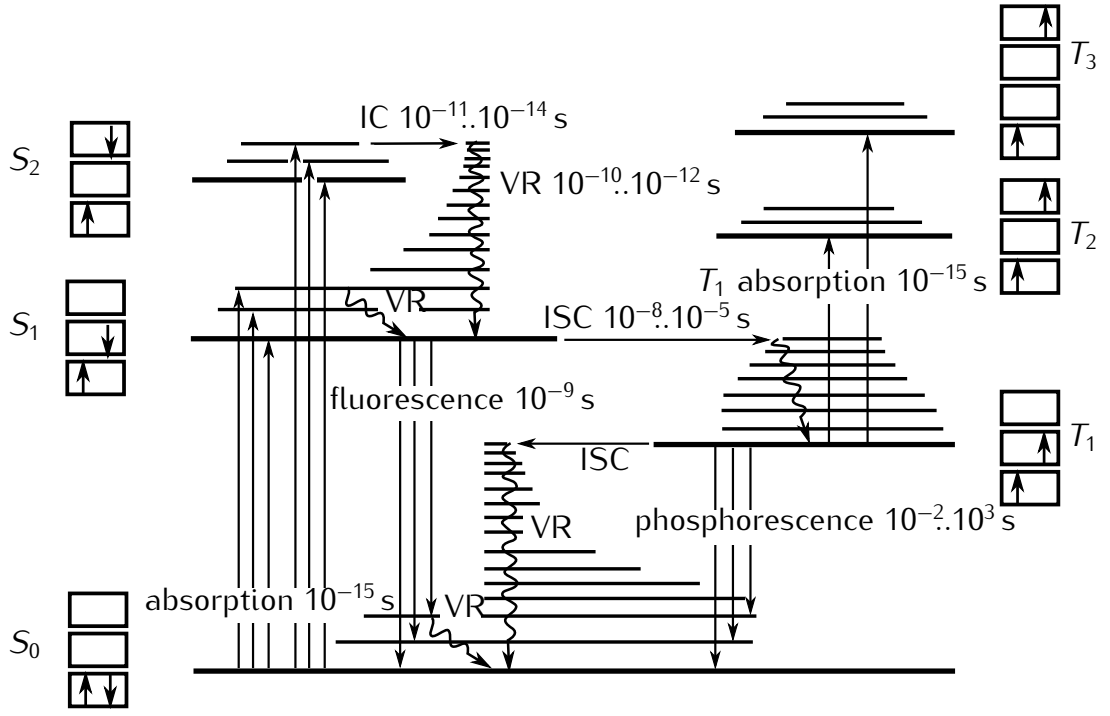 T₃
IC 10⁻¹¹..10⁻¹⁴ s
S₂
VR 10⁻¹⁰..10⁻¹² s
T₂
T₁ absorption 10⁻¹⁵ s
VR
S₁
ISC 10⁻⁸..10⁻⁵ s
fluorescence 10⁻⁹ s
T₁
ISC
phosphorescence 10⁻²..10³ s
VR
absorption 10⁻¹⁵ s
VR
S₀